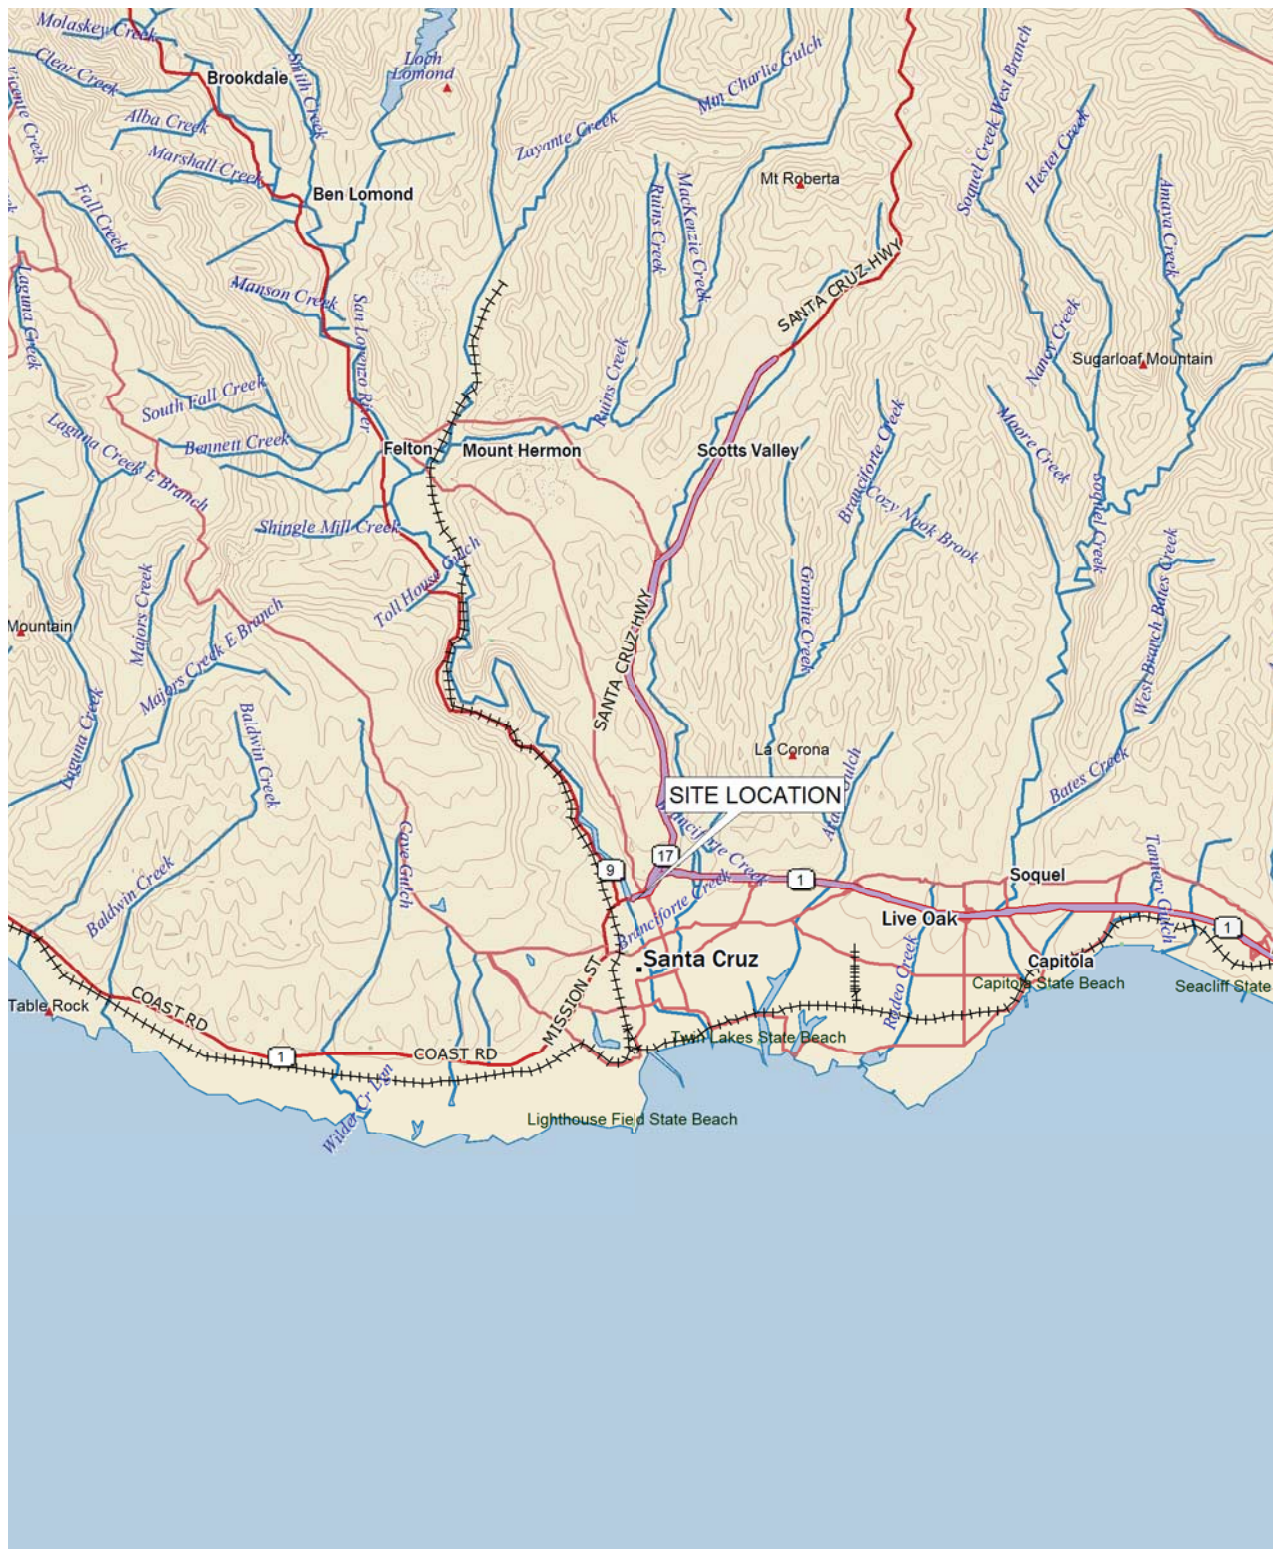 Molaskey Creek
Clear Creek
Brookdale
Smith Creek
Loch
Lomond
Mtn Charlie Gulch
Soquel Creek West Branch
Alba Creek
Zayante Creek
Hester Creek
Marshall Creek
Ben Lomond
Mt Roberta
Fall Creek
Ruins Creek
MacKenzie Creek
Amaya Creek
Laguna Creek
Manson Creek
San Lorenzo River
SANTA CRUZ HWY
Nancy Creek
Sugarloaf Mountain
South Fall Creek
Ruins Creek
Laguna Creek E Branch
Bennett Creek
Felton
Mount Hermon
Scotts Valley
Branciforte Creek
Moore Creek
Cozy Nook Brook
Soquel Creek
Shingle Mill Creek
Toll House Gulch
Granite Creek
West Branch Bates Creek
Mountain
Majors Creek
Majors Creek E Branch
SANTA CRUZ HWY
Laguna Creek
Baldwin Creek
La Corona
Bates Creek
SITE LOCATION
Gulch
Branciforte Creek
Cave Gulch
Tannery Gulch
17
9
1
Soquel
Baldwin Creek
Branciforte Creek
Live Oak
1
Santa Cruz
Capitola
Rodeo Creek
Capitola State Beach
Seacliff State
Table Rock
COAST RD
MISSION ST
Twin Lakes State Beach
1
COAST RD
Wilder Cr Lgn
Lighthouse Field State Beach